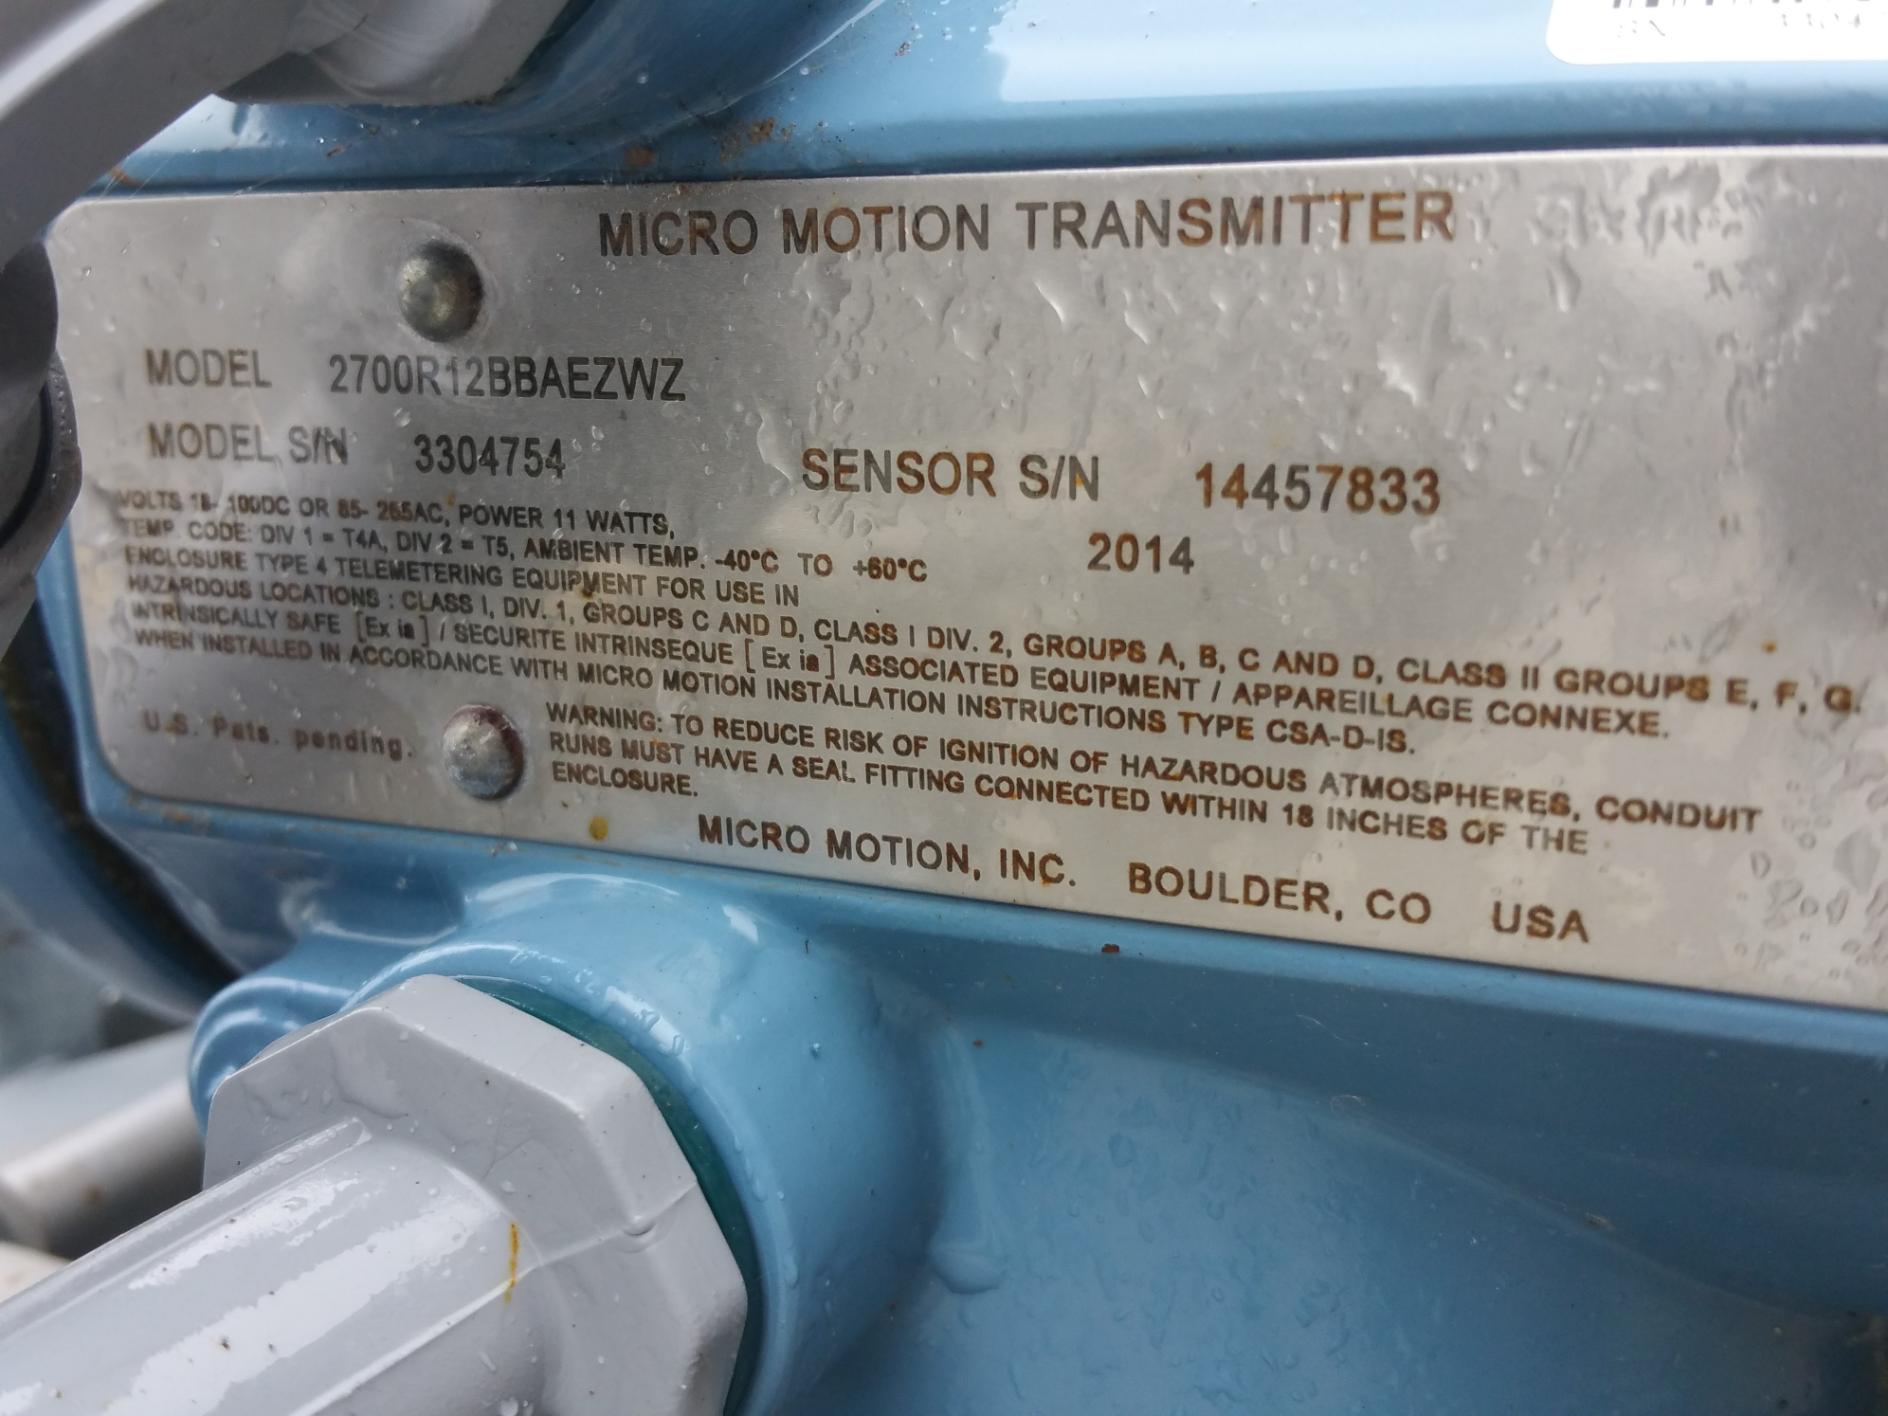 SN 3304
MICRO MOTION TRANSMITTER
MODEL 2700R12BBAEZWZ
MODEL S/N 3304754 SENSOR S/N 14457833
2014
VOLTS 18- 100DC OR 85- 265AC, POWER 11 WATTS,
TEMP. CODE: DIV 1 = T4A, DIV 2 = T5, AMBIENT TEMP. -40°C TO +60°C
ENCLOSURE TYPE 4 TELEMETERING EQUIPMENT FOR USE IN
HAZARDOUS LOCATIONS : CLASS I, DIV. 1, GROUPS C AND D, CLASS I DIV. 2, GROUPS A, B, C AND D, CLASS II GROUPS E, F, G.
INTRINSICALLY SAFE [Ex ia] / SECURITE INTRINSEQUE [Ex ia] ASSOCIATED EQUIPMENT / APPAREILLAGE CONNEXE.
WHEN INSTALLED IN ACCORDANCE WITH MICRO MOTION INSTALLATION INSTRUCTIONS TYPE CSA-D-IS.
U.S. Pats. pending.
WARNING: TO REDUCE RISK OF IGNITION OF HAZARDOUS ATMOSPHERES, CONDUIT
RUNS MUST HAVE A SEAL FITTING CONNECTED WITHIN 18 INCHES OF THE
ENCLOSURE.
MICRO MOTION, INC. BOULDER, CO USA